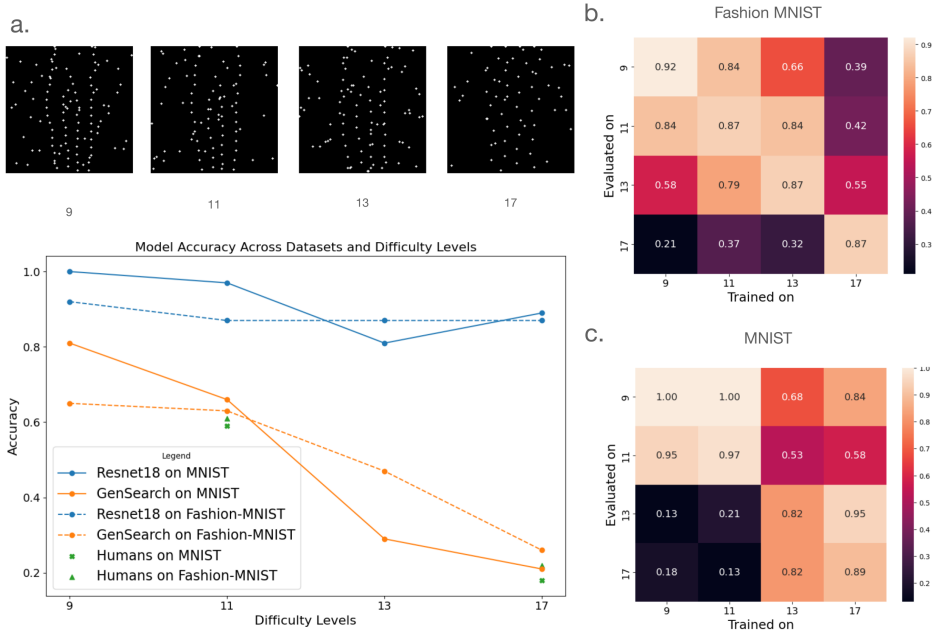 a.
9
11
13
17
Model Accuracy Across Datasets and Difficulty Levels
1.0
0.8
0.6
0.4
0.2
Accuracy
Legend
Resnet18 on MNIST
GenSearch on MNIST
Resnet18 on Fashion-MNIST
GenSearch on Fashion-MNIST
Humans on MNIST
Humans on Fashion-MNIST
9 11 13 17
Difficulty Levels
b.
Fashion MNIST
Evaluated on
9 0.92 0.84 0.66 0.39
11 0.84 0.87 0.84 0.42
13 0.58 0.79 0.87 0.55
17 0.21 0.37 0.32 0.87
9 11 13 17
Trained on
0.9
0.8
0.7
0.6
0.5
0.4
0.3
c.
MNIST
Evaluated on
9 1.00 1.00 0.68 0.84
11 0.95 0.97 0.53 0.58
13 0.13 0.21 0.82 0.95
17 0.18 0.13 0.82 0.89
9 11 13 17
Trained on
1.0
0.9
0.8
0.7
0.6
0.5
0.4
0.3
0.2